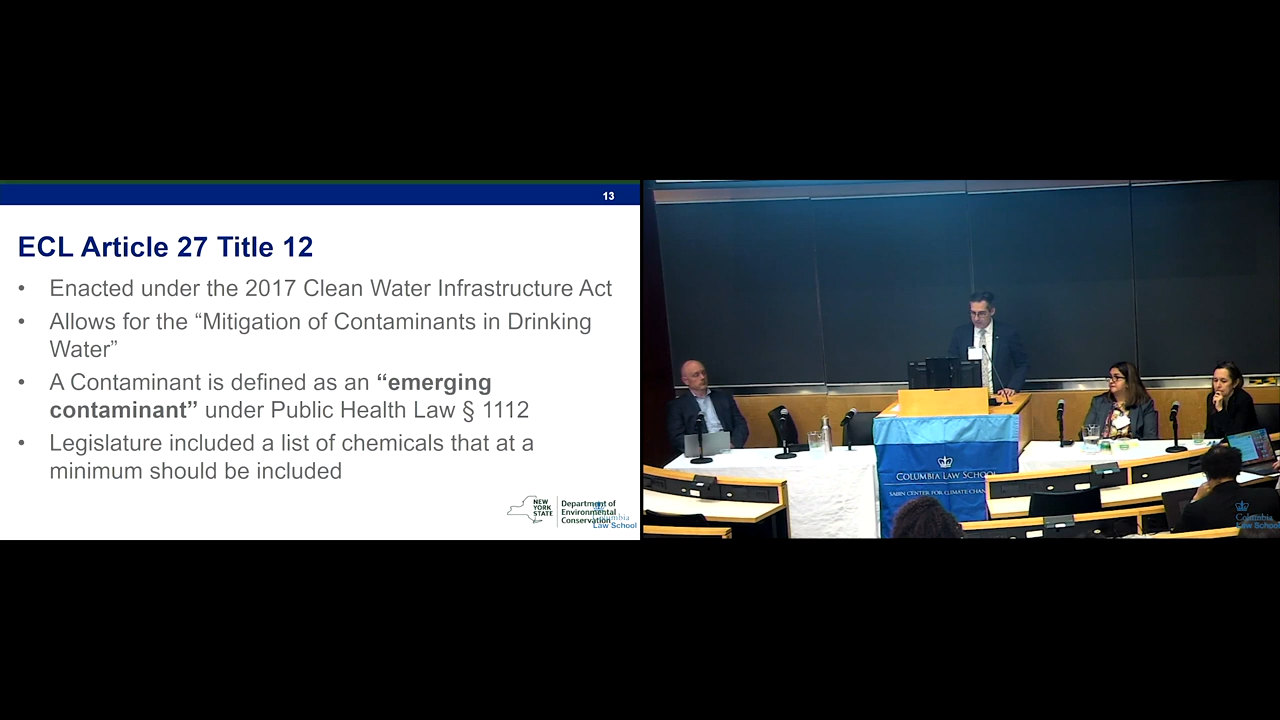 13
ECL Article 27 Title 12
• Enacted under the 2017 Clean Water Infrastructure Act
• Allows for the “Mitigation of Contaminants in Drinking
Water”
• A Contaminant is defined as an “emerging
contaminant” under Public Health Law § 1112
• Legislature included a list of chemicals that at a
minimum should be included
NEW
YORK
STATE
Department of
Environmental
Conservation
Columbia
Law School
COLUMBIA LAW SCHOOL
SABIN CENTER FOR CLIMATE CHAN
Columbia
Law School